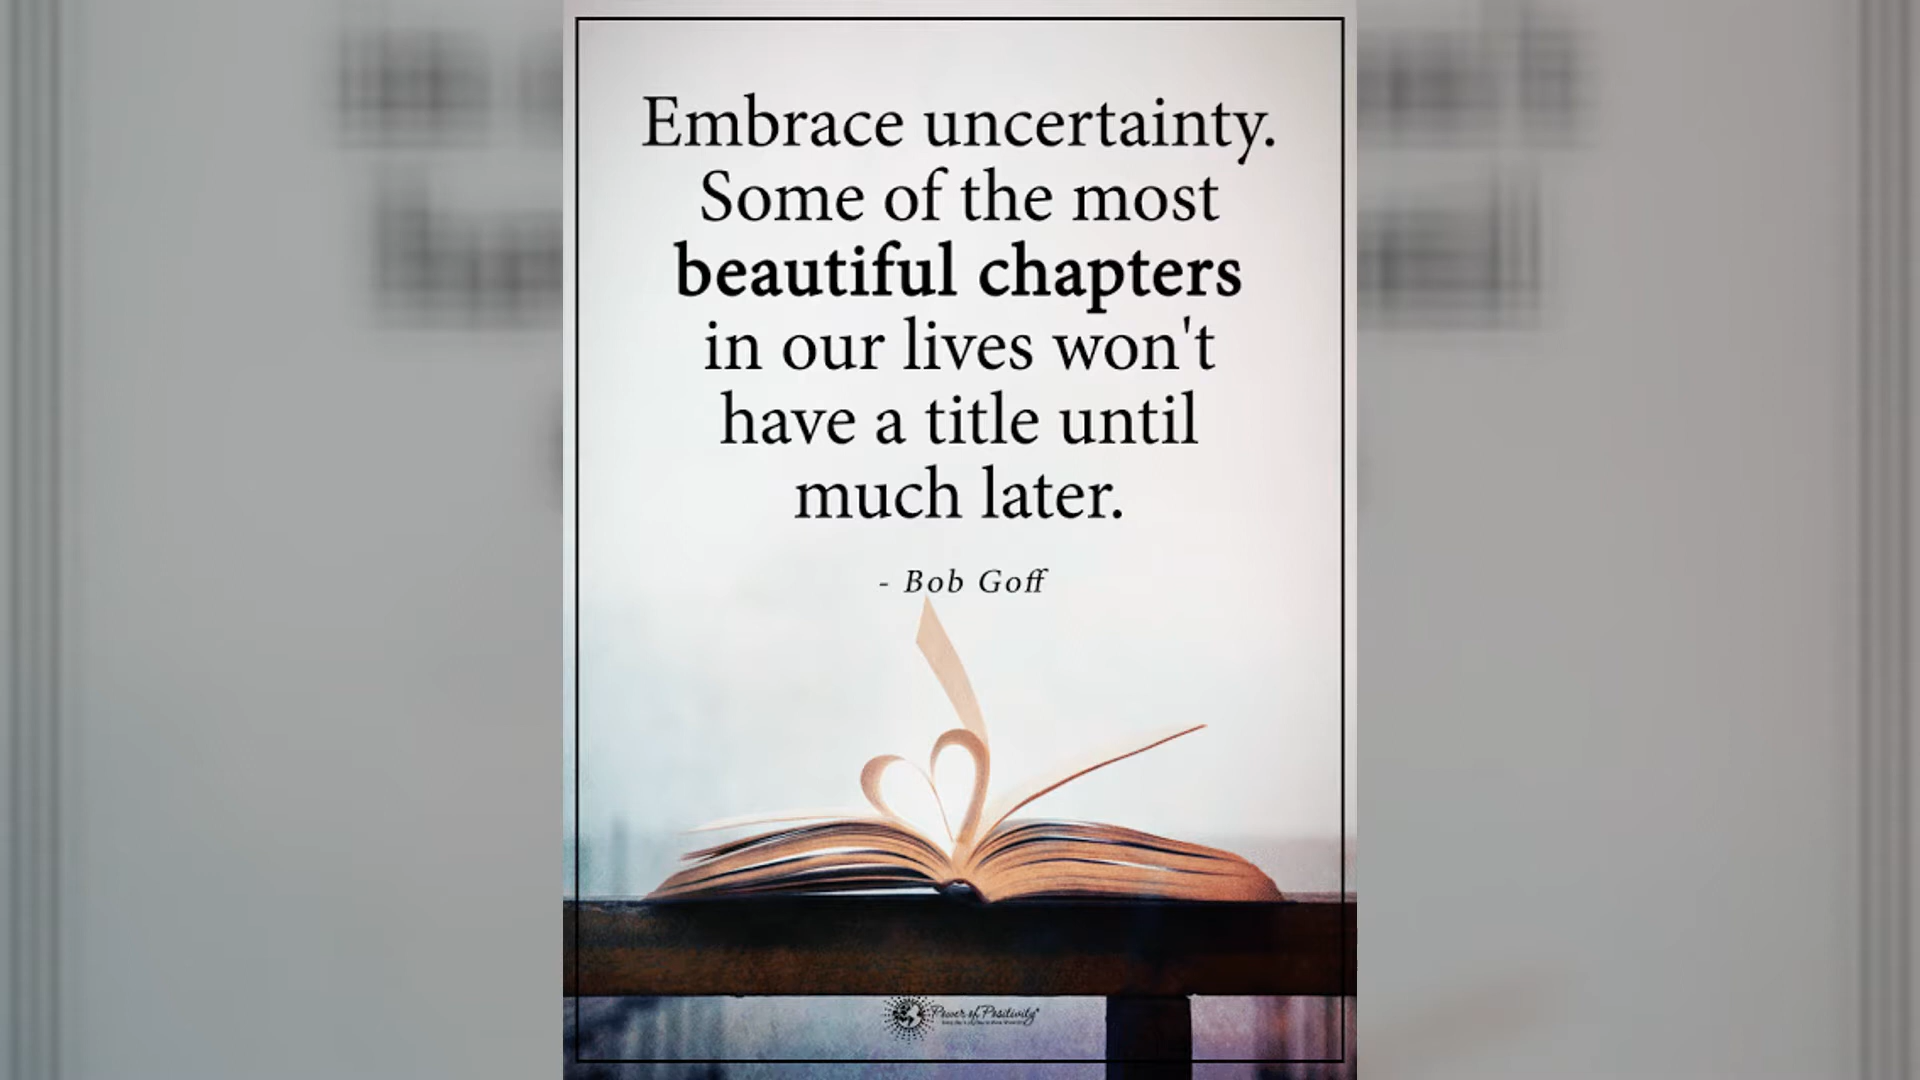 Embrace uncertainty.
Some of the most
beautiful chapters
in our lives won't
have a title until
much later.
- Bob Goff
Power of Positivity